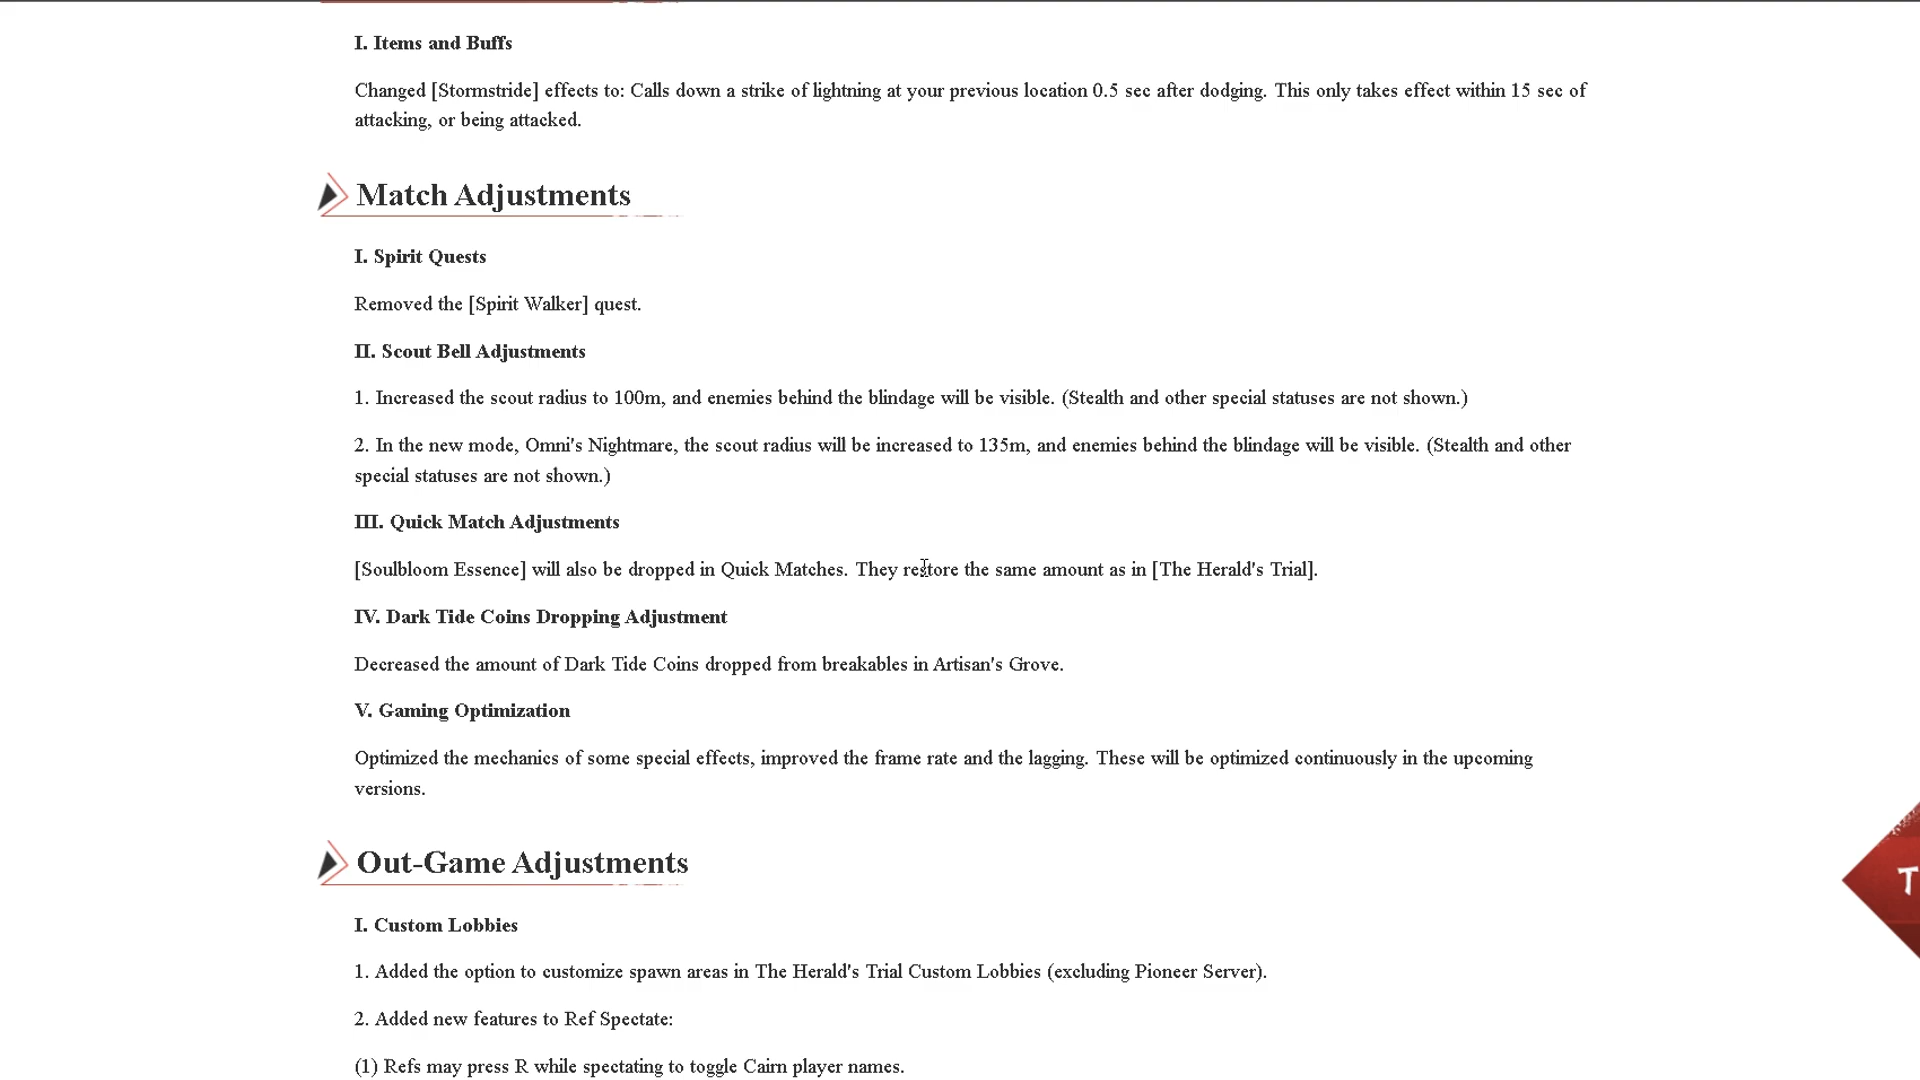 I. Items and Buffs
Changed [Stormstride] effects to: Calls down a strike of lightning at your previous location 0.5 sec after dodging. This only takes effect within 15 sec of
attacking, or being attacked.
Match Adjustments
I. Spirit Quests
Removed the [Spirit Walker] quest.
II. Scout Bell Adjustments
1. Increased the scout radius to 100m, and enemies behind the blindage will be visible. (Stealth and other special statuses are not shown.)
2. In the new mode, Omni's Nightmare, the scout radius will be increased to 135m, and enemies behind the blindage will be visible. (Stealth and other
special statuses are not shown.)
III. Quick Match Adjustments
[Soulbloom Essence] will also be dropped in Quick Matches. They restore the same amount as in [The Herald's Trial].
IV. Dark Tide Coins Dropping Adjustment
Decreased the amount of Dark Tide Coins dropped from breakables in Artisan's Grove.
V. Gaming Optimization
Optimized the mechanics of some special effects, improved the frame rate and the lagging. These will be optimized continuously in the upcoming
versions.
Out-Game Adjustments
I. Custom Lobbies
1. Added the option to customize spawn areas in The Herald's Trial Custom Lobbies (excluding Pioneer Server).
2. Added new features to Ref Spectate:
(1) Refs may press R while spectating to toggle Cairn player names.
T